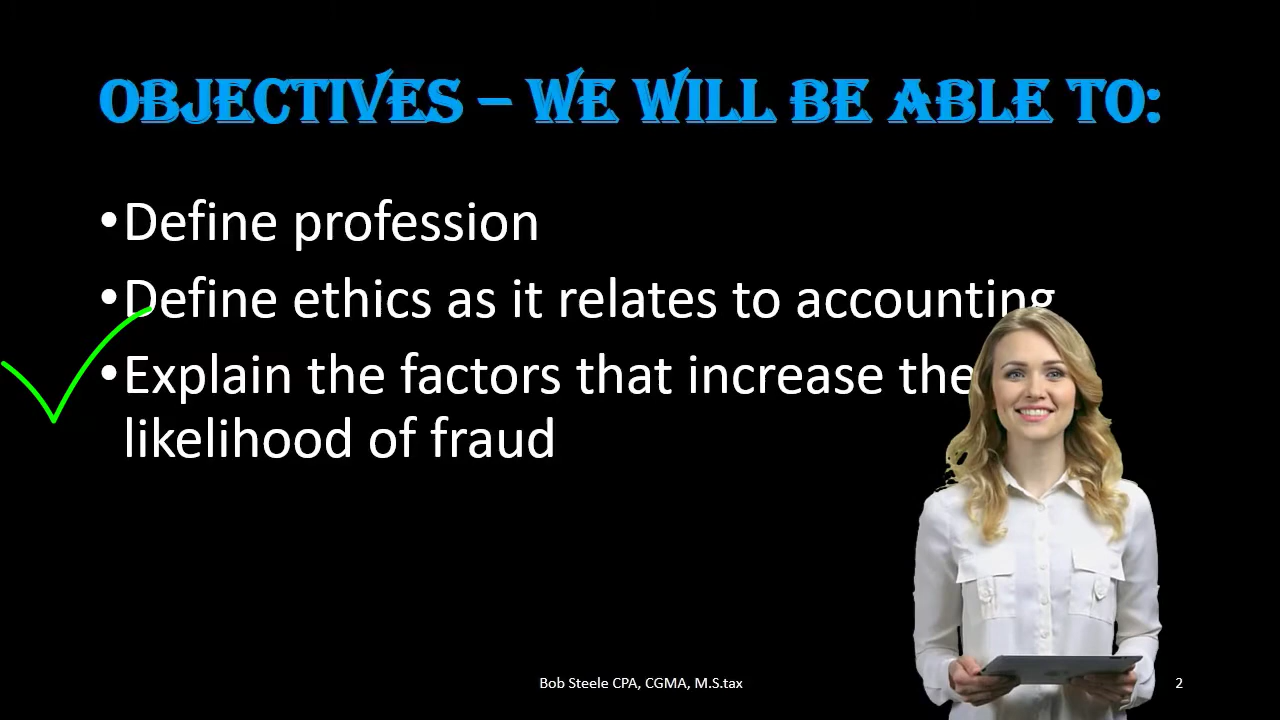 OBJECTIVES – WE WILL BE ABLE TO:
•Define profession
•Define ethics as it relates to accounting
•Explain the factors that increase the
likelihood of fraud
Bob Steele CPA, CGMA, M.S.tax
2